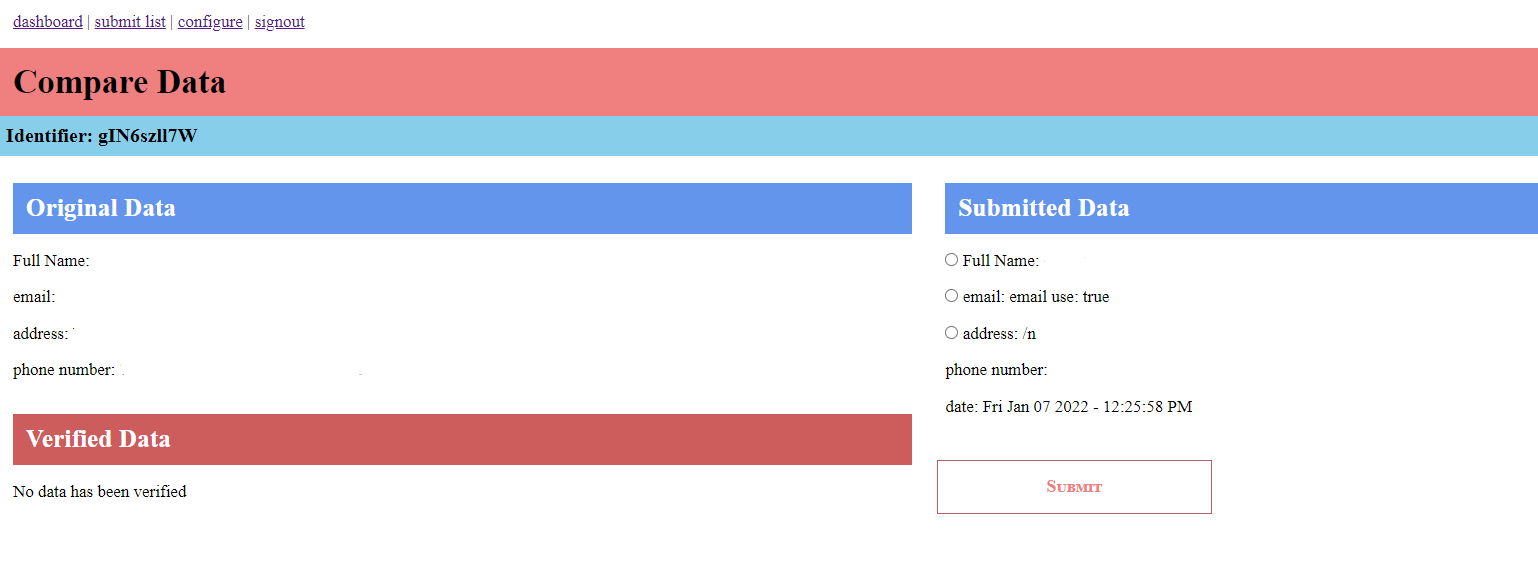 dashboard | submit list | configure | signout
Compare Data
Identifier: gIN6szll7W
Original Data
Full Name:
email:
address:
phone number:
Verified Data
No data has been verified
Submitted Data
Full Name:
email: email use: true
address: /n
phone number:
date: Fri Jan 07 2022 - 12:25:58 PM
Submit